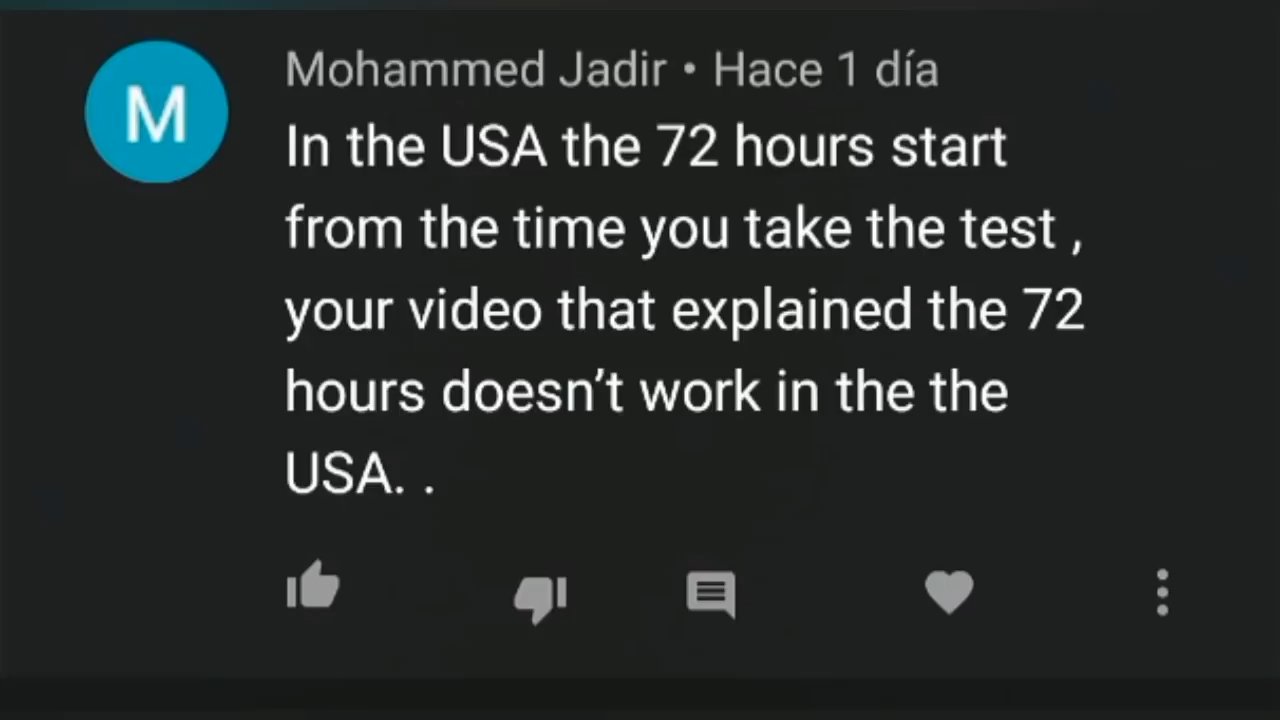 M
Mohammed Jadir • Hace 1 día
In the USA the 72 hours start
from the time you take the test ,
your video that explained the 72
hours doesn’t work in the the
USA. .